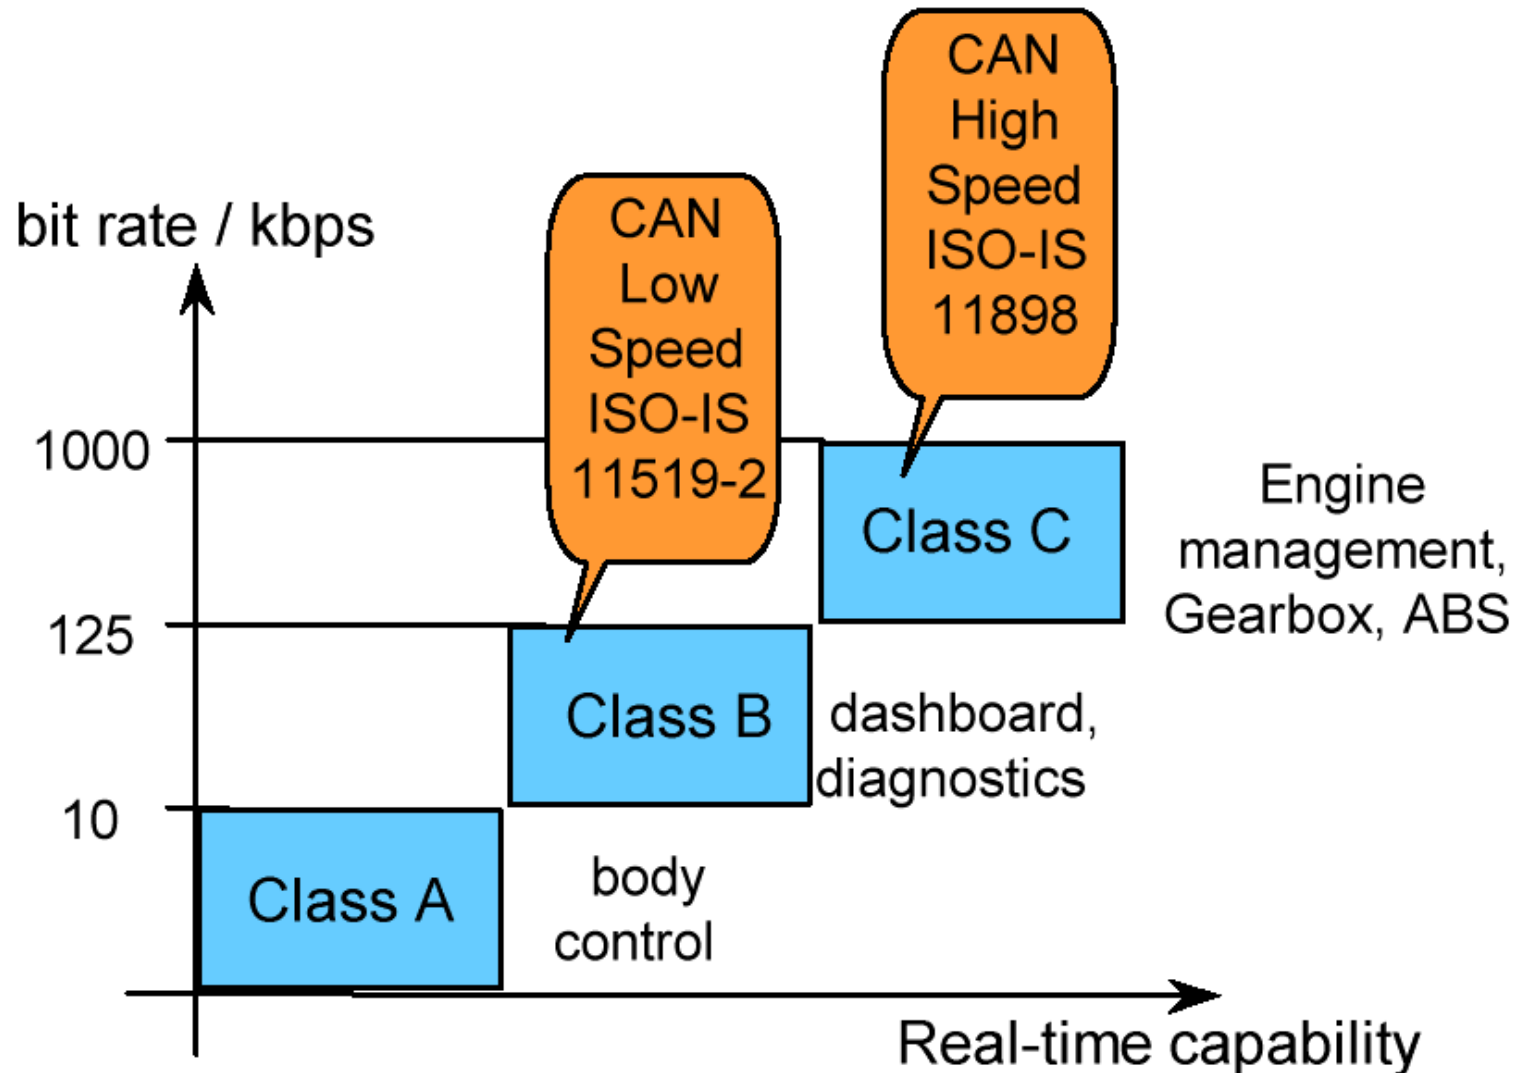 CAN
High
Speed
ISO-IS
11898
CAN
Low
Speed
ISO-IS
11519-2
bit rate / kbps
1000
125
10
Class C
Engine
management,
Gearbox, ABS
Class B
dashboard,
diagnostics
Class A
body
control
Real-time capability